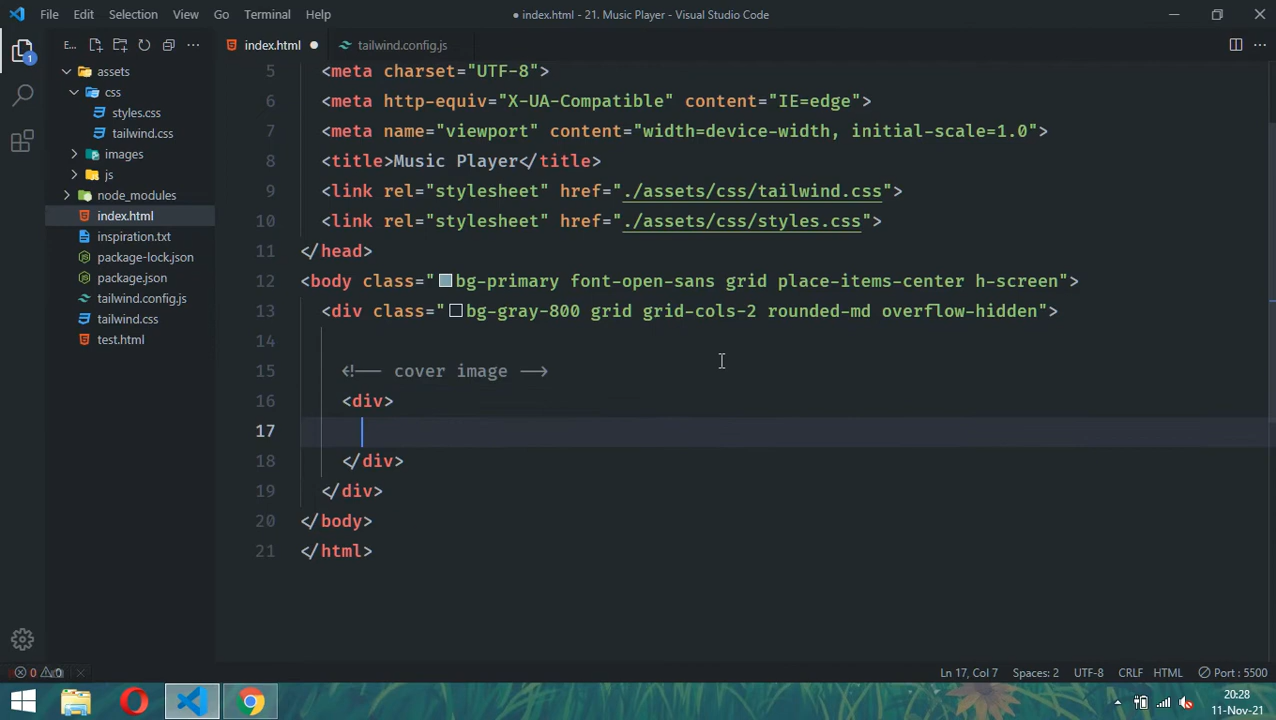 File Edit Selection View Go Terminal Help
● index.html - 21. Music Player - Visual Studio Code
E... ...
index.html ●
tailwind.config.js
...
1
assets
css
styles.css
tailwind.css
images
js
node_modules
index.html
inspiration.txt
package-lock.json
package.json
tailwind.config.js
tailwind.css
test.html
5 <meta charset="UTF-8">
6 <meta http-equiv="X-UA-Compatible" content="IE=edge">
7 <meta name="viewport" content="width=device-width, initial-scale=1.0">
8 <title>Music Player</title>
9 <link rel="stylesheet" href="./assets/css/tailwind.css">
10 <link rel="stylesheet" href="./assets/css/styles.css">
11 </head>
12 <body class="bg-primary font-open-sans grid place-items-center h-screen">
13 <div class="bg-gray-800 grid grid-cols-2 rounded-md overflow-hidden">
14
15 <!-- cover image -->
16 <div>
17
18 </div>
19 </div>
20 </body>
21 </html>
0 0
Ln 17, Col 7 Spaces: 2 UTF-8 CRLF HTML Port : 5500
20:28
11-Nov-21